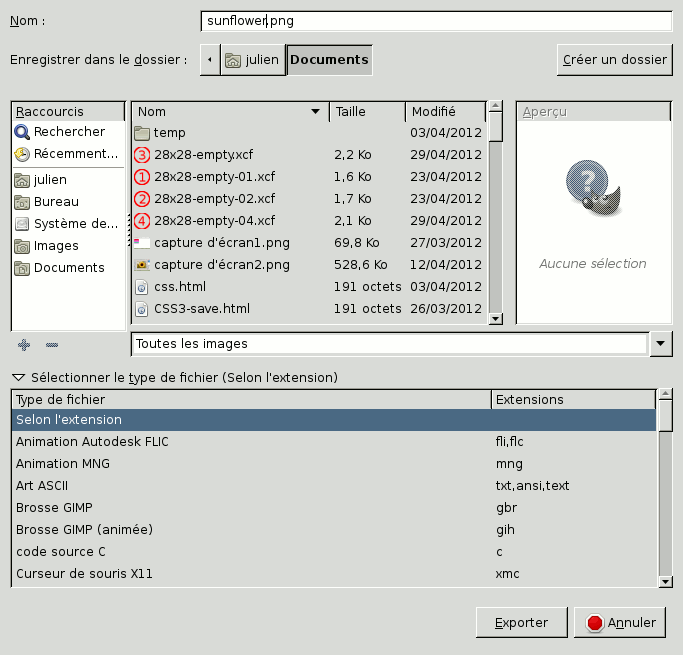 Nom : sunflower.png
Enregistrer dans le dossier : julien Documents Créer un dossier
Raccourcis Nom Taille Modifié Aperçu
Rechercher temp 03/04/2012
Récemment... 28x28-empty.xcf 2,2 Ko 29/04/2012
julien 28x28-empty-01.xcf 1,6 Ko 23/04/2012
Bureau 28x28-empty-02.xcf 1,7 Ko 23/04/2012
Système de... 28x28-empty-04.xcf 2,1 Ko 29/04/2012
Images capture d'écran1.png 69,8 Ko 27/03/2012
Documents capture d'écran2.png 528,6 Ko 12/04/2012
Aucune sélection
css.html 191 octets 03/04/2012
CSS3-save.html 191 octets 26/03/2012
Toutes les images
Sélectionner le type de fichier (Selon l'extension)
Type de fichier Extensions
Selon l'extension
Animation Autodesk FLIC fli,flc
Animation MNG mng
Art ASCII txt,ansi,text
Brosse GIMP gbr
Brosse GIMP (animée) gih
code source C c
Curseur de souris X11 xmc
Exporter Annuler